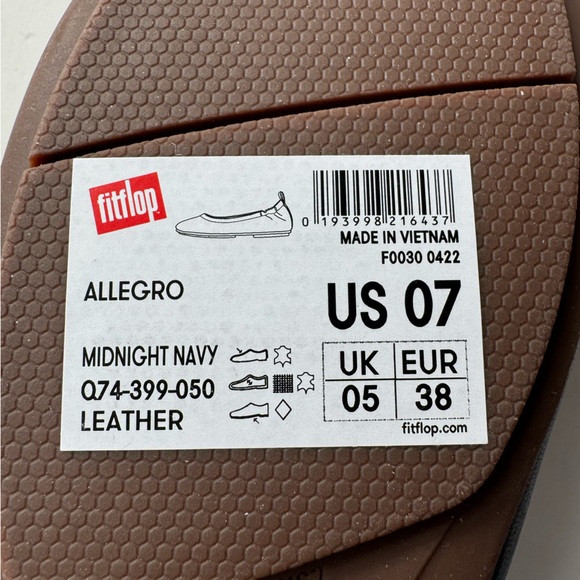 fitflop
0 193998 216437
MADE IN VIETNAM
F0030 0422
ALLEGRO
US 07
MIDNIGHT NAVY
Q74-399-050
LEATHER
UK EUR
05 38
fitflop.com